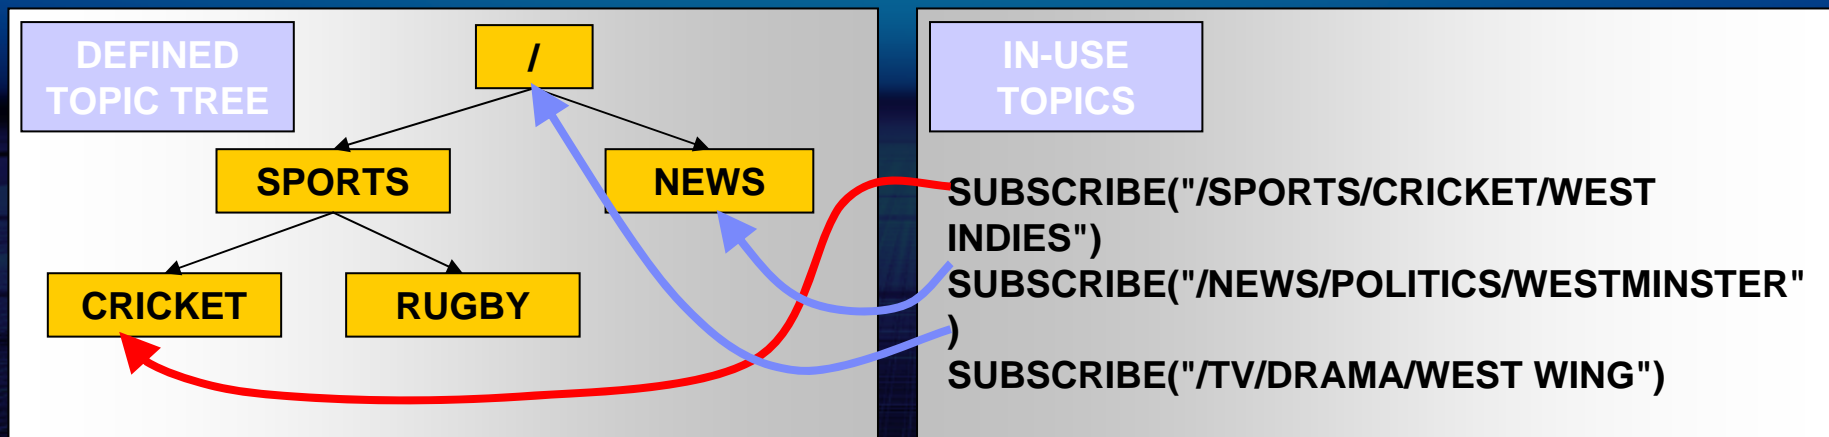 DEFINED
TOPIC TREE
/
SPORTS
NEWS
CRICKET
RUGBY
IN-USE
TOPICS
SUBSCRIBE("/SPORTS/CRICKET/WEST
INDIES")
SUBSCRIBE("/NEWS/POLITICS/WESTMINSTER"
)
SUBSCRIBE("/TV/DRAMA/WEST WING")